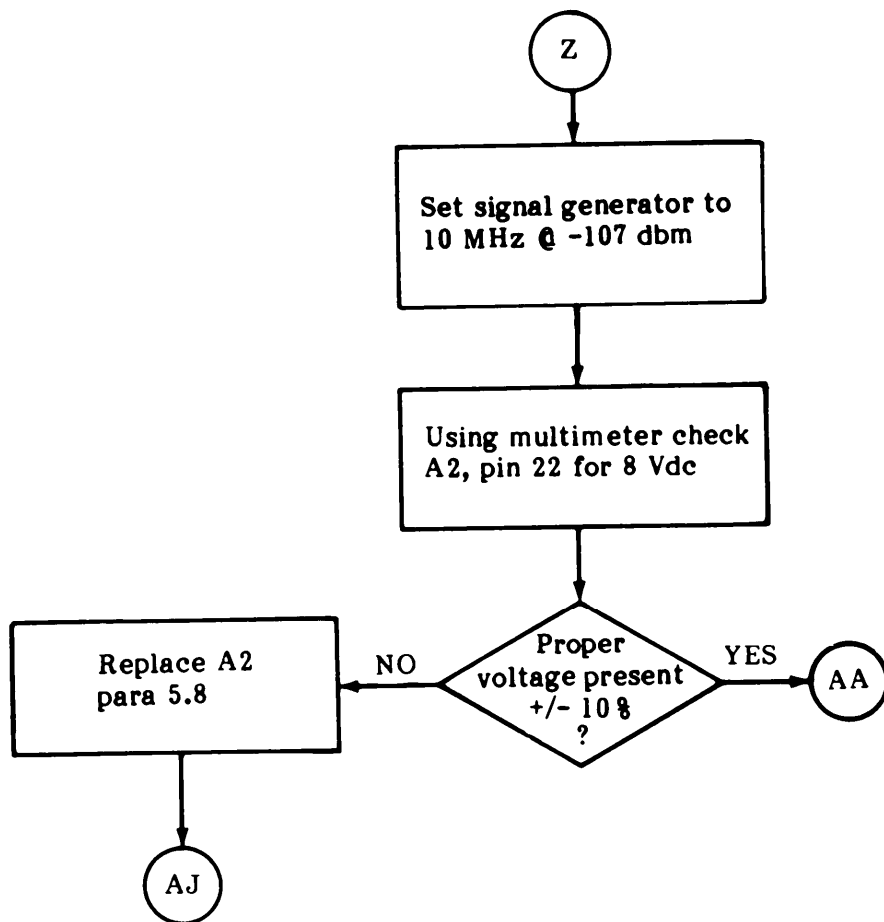 Z
Set signal generator to
10 MHz @ -107 dbm
Using multimeter check
A2, pin 22 for 8 Vdc
Proper
voltage present
+/- 10%
?
NO
YES
Replace A2
para 5.8
AA
AJ